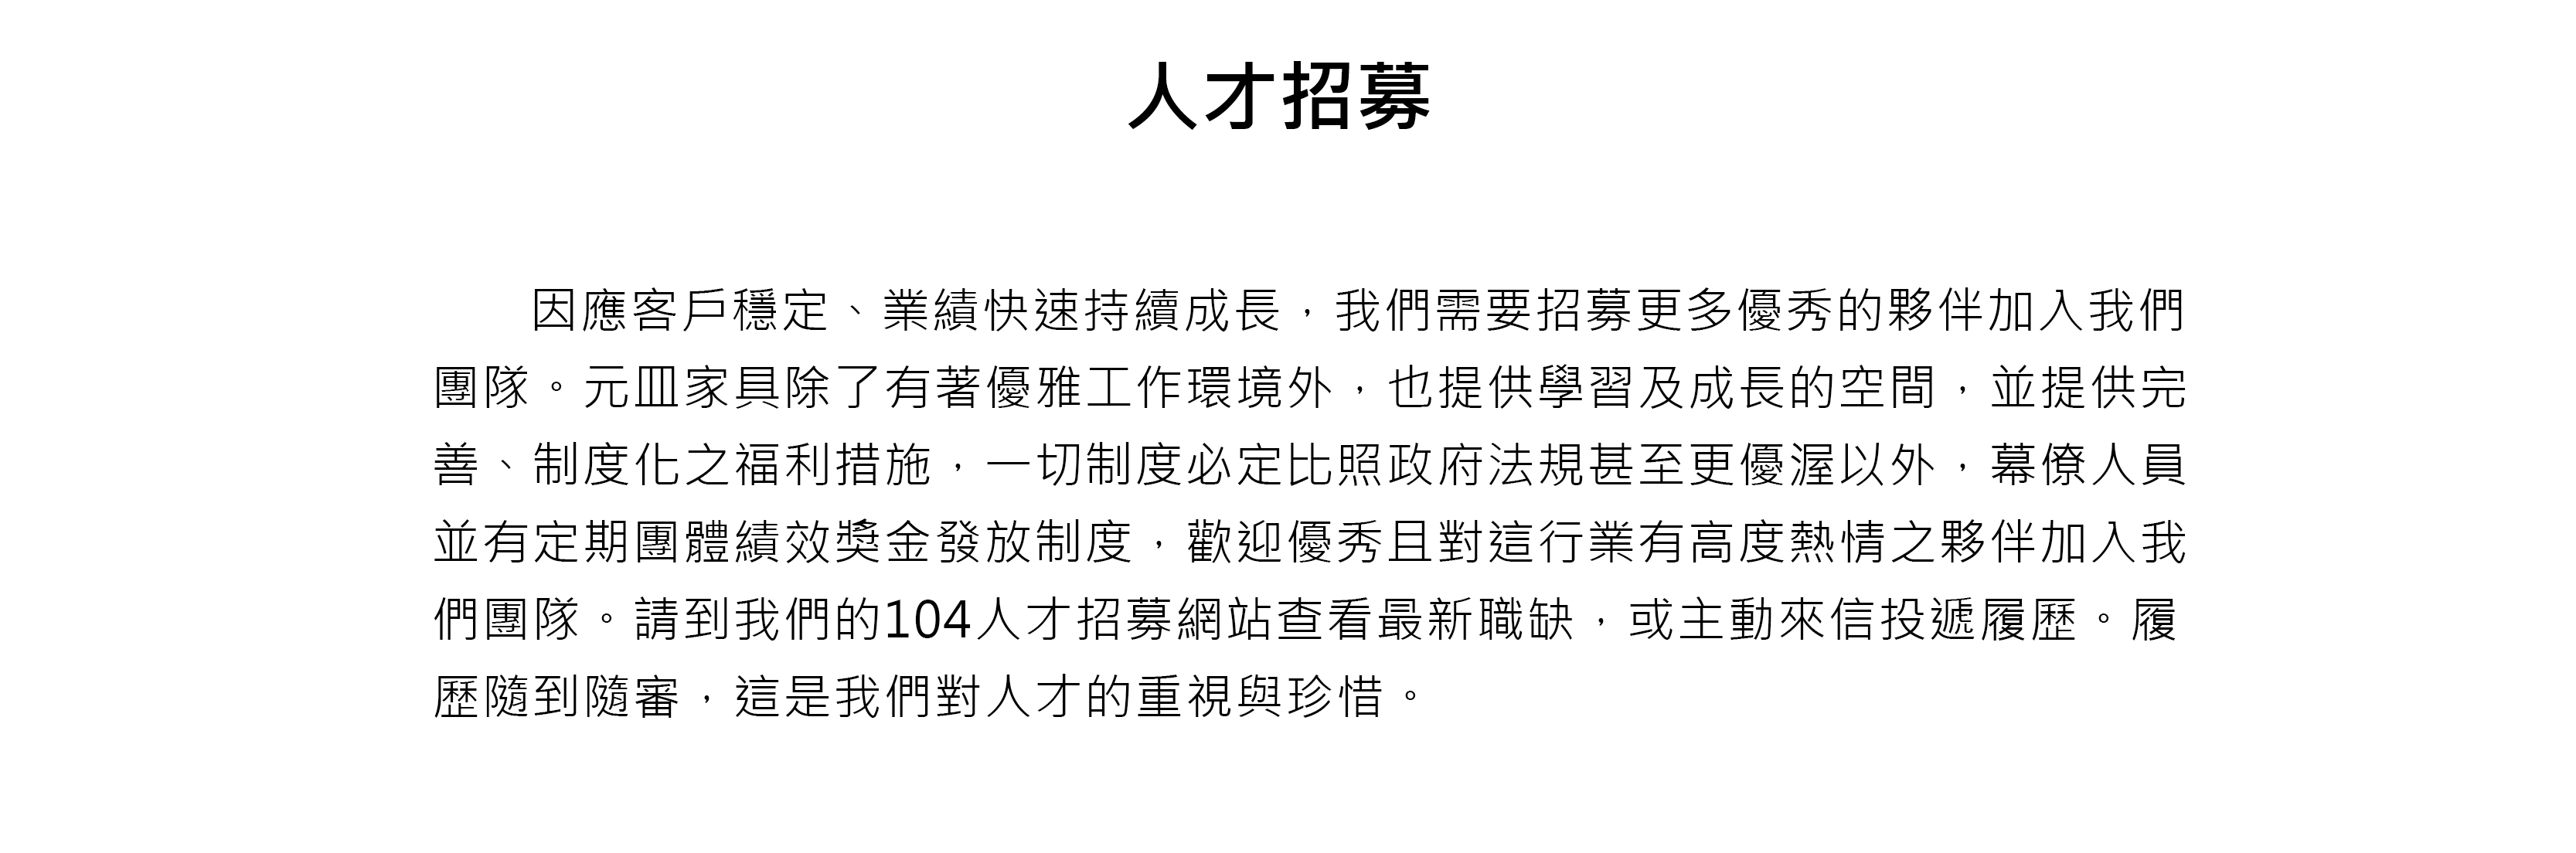 人才招募
因應客戶穩定、業績快速持續成長，我們需要招募更多優秀的夥伴加入我們
團隊。元皿家具除了有著優雅工作環境外，也提供學習及成長的空間，並提供完
善、制度化之福利措施，一切制度必定比照政府法規甚至更優渥以外，幕僚人員
並有定期團體績效獎金發放制度，歡迎優秀且對這行業有高度熱情之夥伴加入我
們團隊。請到我們的104人才招募網站查看最新職缺，或主動來信投遞履歷。履
歷隨到隨審，這是我們對人才的重視與珍惜。